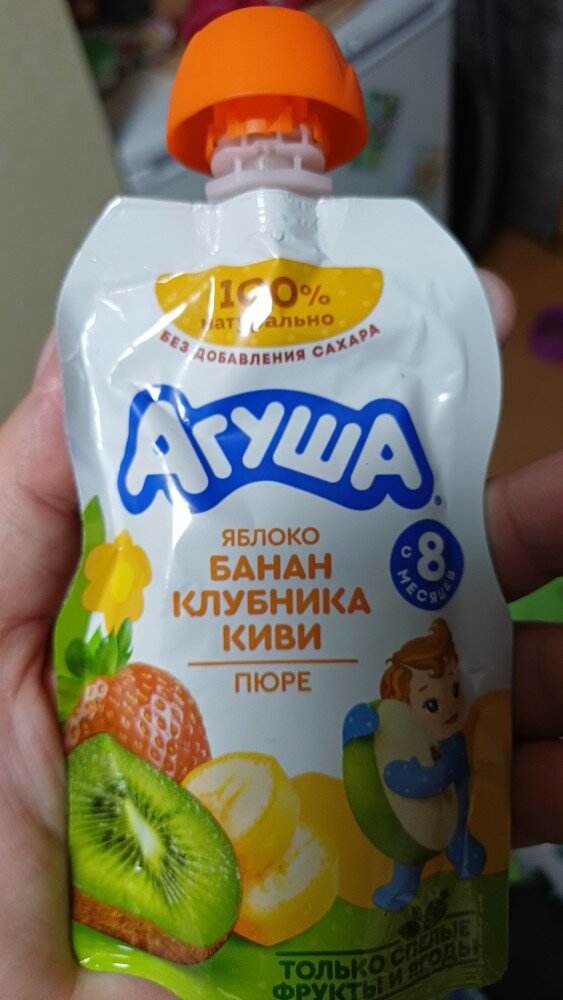 100%
натурально
БЕЗ ДОБАВЛЕНИЯ САХАРА
АГУША
ЯБЛОКО
БАНАН
КЛУБНИКА
КИВИ
ПЮРЕ
С 8 МЕСЯЦЕВ
ТОЛЬКО СПЕЛЫЕ
ФРУКТЫ И ЯГОДЫ